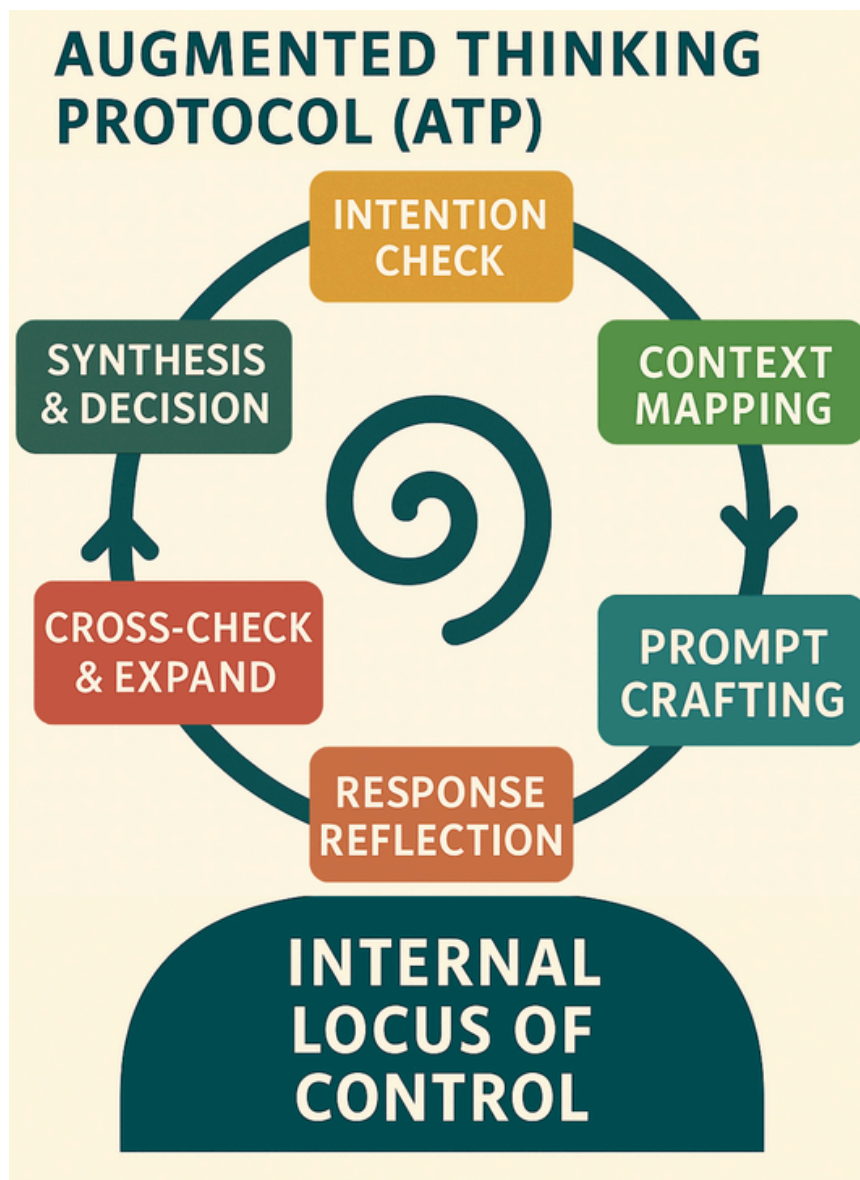 AUGMENTED THINKING
PROTOCOL (ATP)
INTENTION
CHECK
CONTEXT
MAPPING
PROMPT
CRAFTING
RESPONSE
REFLECTION
CROSS-CHECK
& EXPAND
SYNTHESIS
& DECISION
INTERNAL
LOCUS OF
CONTROL